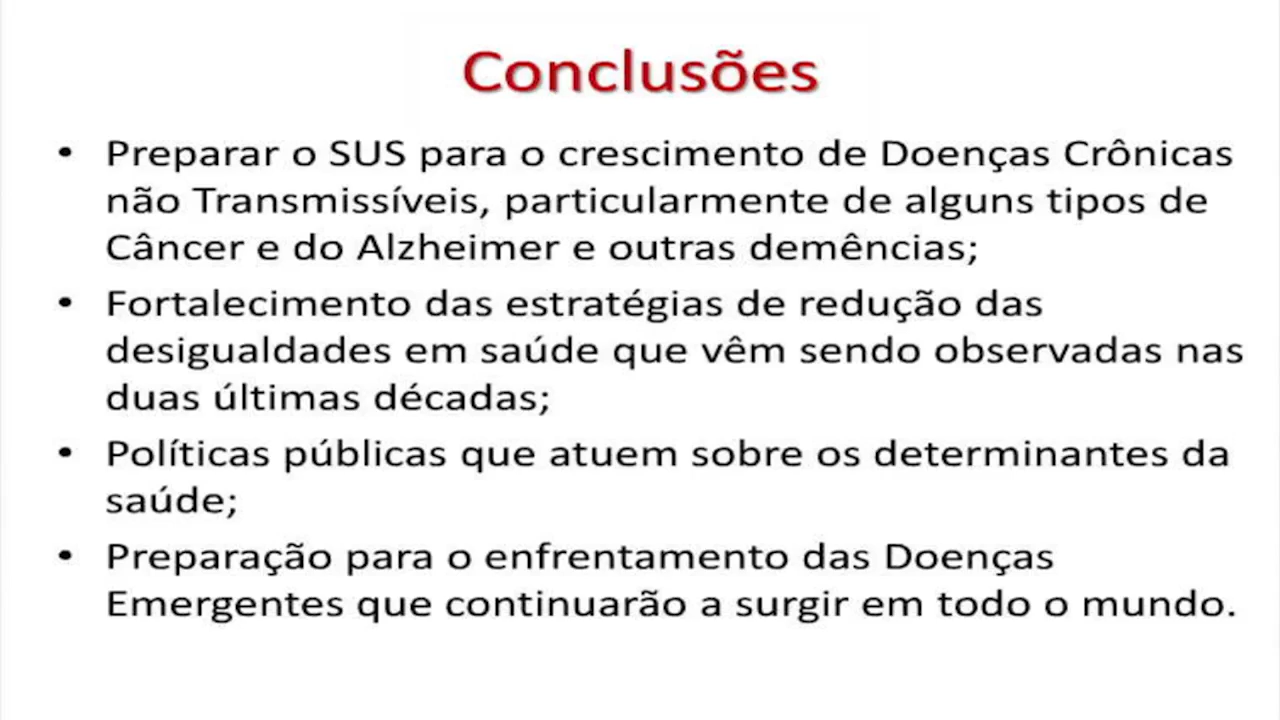 Conclusões
• Preparar o SUS para o crescimento de Doenças Crônicas
não Transmissíveis, particularmente de alguns tipos de
Câncer e do Alzheimer e outras demências;
• Fortalecimento das estratégias de redução das
desigualdades em saúde que vêm sendo observadas nas
duas últimas décadas;
• Políticas públicas que atuem sobre os determinantes da
saúde;
• Preparação para o enfrentamento das Doenças
Emergentes que continuarão a surgir em todo o mundo.